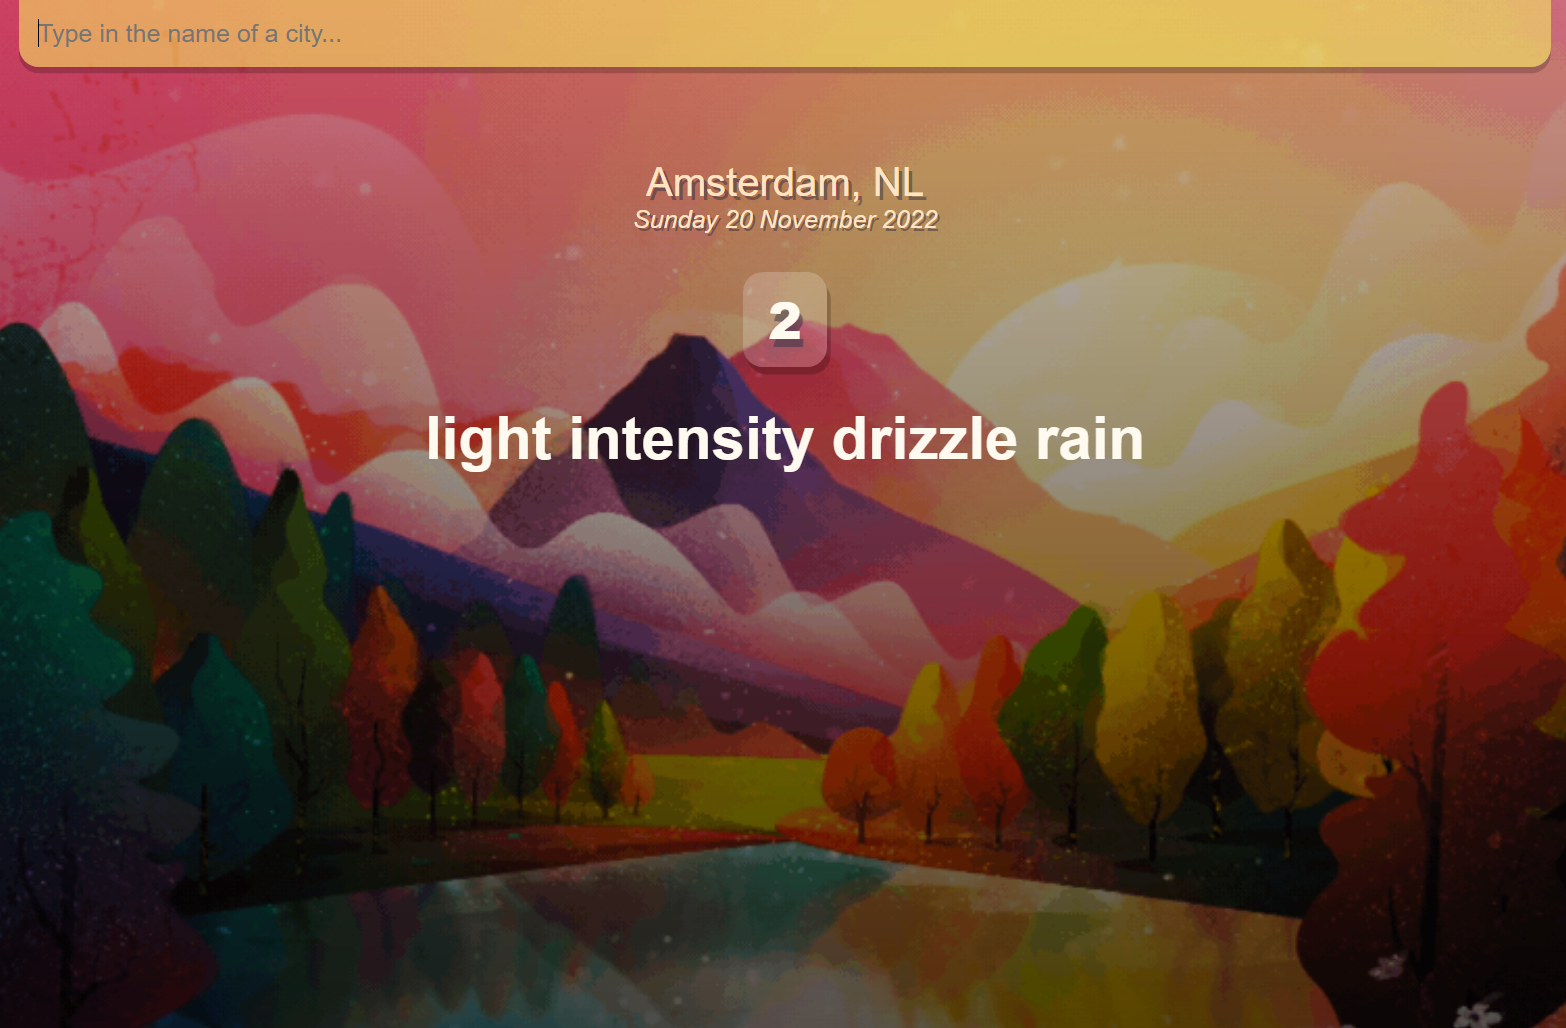 Type in the name of a city...
Amsterdam, NL
Sunday 20 November 2022
2
light intensity drizzle rain